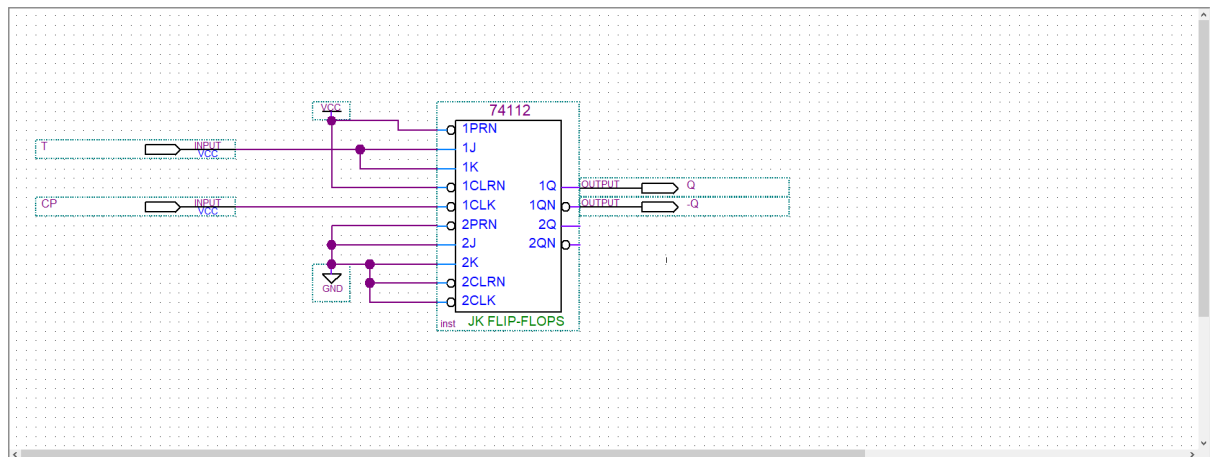 74112
VCC
1PRN
T
INPUT
VCC
1J
1K
1CLRN
1Q
OUTPUT
Q
CP
INPUT
VCC
1CLK
1QN
OUTPUT
-Q
2PRN
2Q
2J
2QN
2K
2CLRN
GND
2CLK
inst
JK FLIP-FLOPS